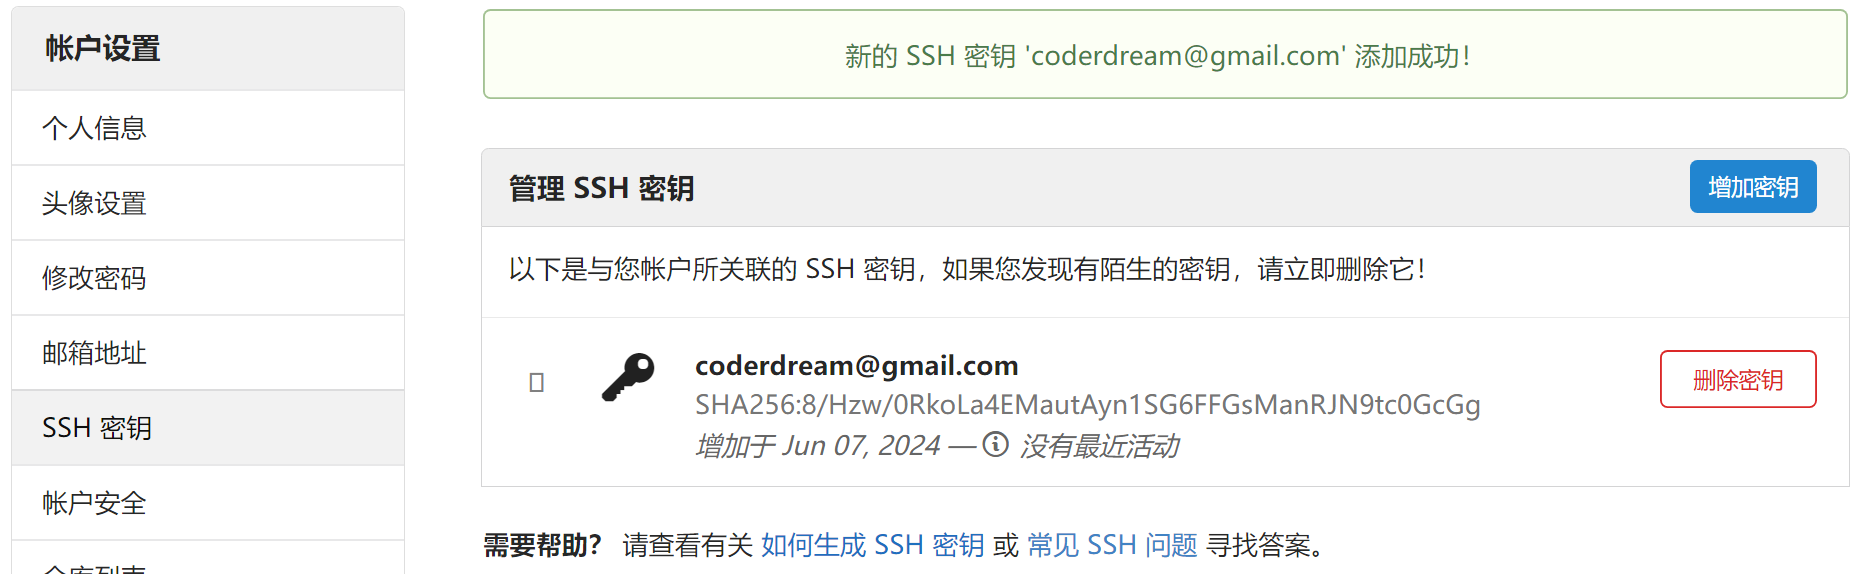 帐户设置
个人信息
头像设置
修改密码
邮箱地址
SSH 密钥
帐户安全
新的 SSH 密钥 'coderdream@gmail.com' 添加成功！
管理 SSH 密钥
增加密钥
以下是与您帐户所关联的 SSH 密钥，如果您发现有陌生的密钥，请立即删除它！
coderdream@gmail.com
SHA256:8/Hzw/0RkoLa4EMautAyn1SG6FFGsManRJN9tc0GcGg
增加于 Jun 07, 2024 — 没有最近活动
删除密钥
需要帮助？ 请查看有关 如何生成 SSH 密钥 或 常见 SSH 问题 寻找答案。